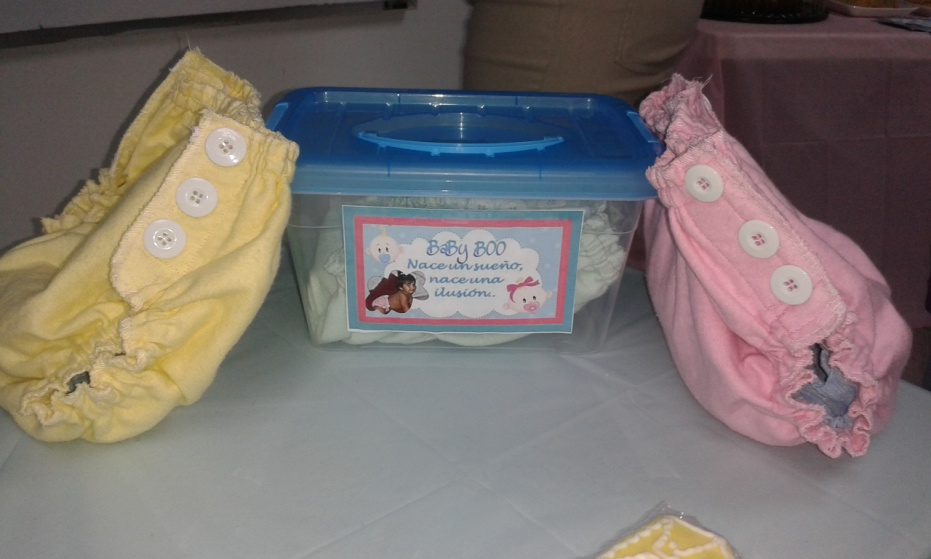 BaBy BOO
Nace un sueño,
nace una
ilusión:.